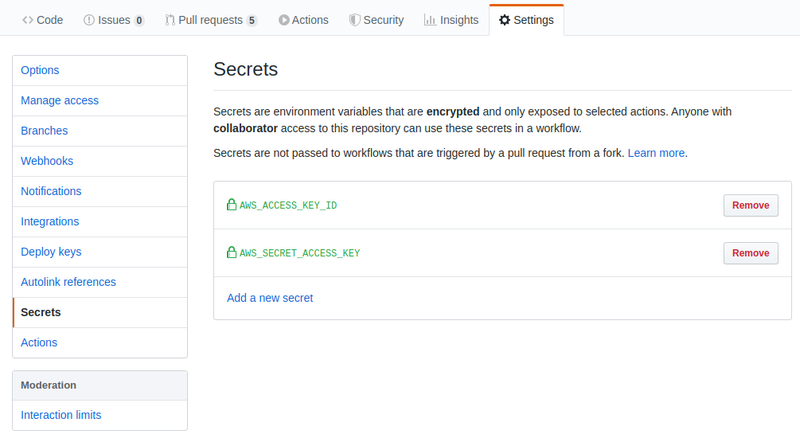 Code Issues 0 Pull requests 5 Actions Security Insights Settings
Options
Manage access
Branches
Webhooks
Notifications
Integrations
Deploy keys
Autolink references
Secrets
Actions
Moderation
Interaction limits
Secrets
Secrets are environment variables that are encrypted and only exposed to selected actions. Anyone with
collaborator access to this repository can use these secrets in a workflow.
Secrets are not passed to workflows that are triggered by a pull request from a fork. Learn more.
AWS_ACCESS_KEY_ID Remove
AWS_SECRET_ACCESS_KEY Remove
Add a new secret